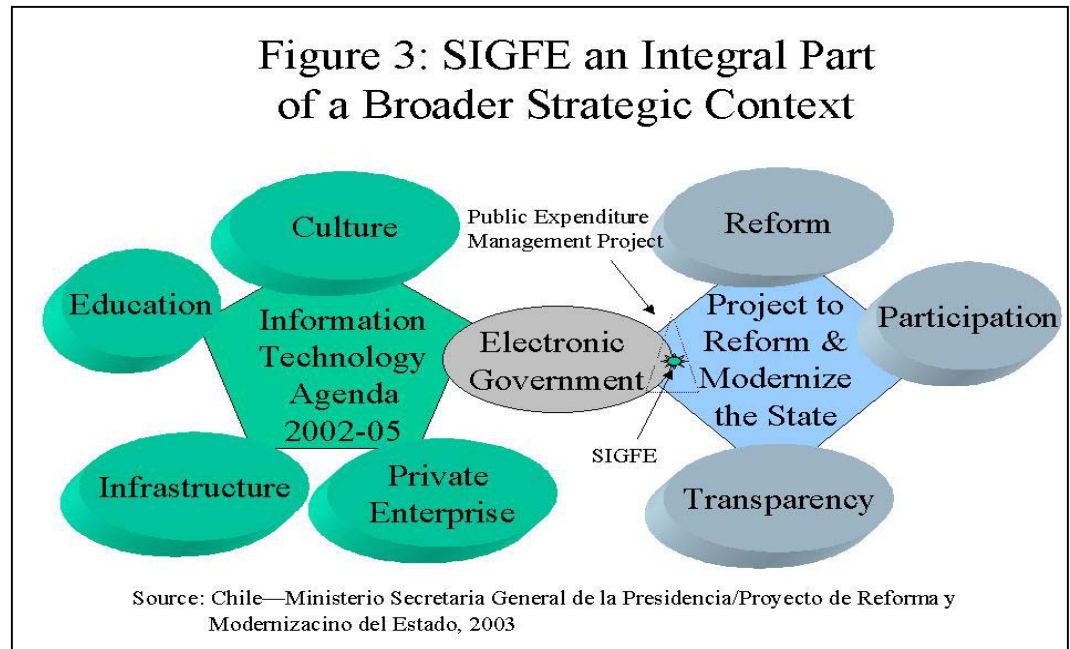 Figure 3: SIGFE an Integral Part
of a Broader Strategic Context
Culture
Public Expenditure
Management Project
Reform
Education
Information
Technology
Agenda
2002-05
Electronic
Government
Project to
Reform &
Modernize
the State
Participation
SIGFE
Infrastructure
Private
Enterprise
Transparency
Source: Chile—Ministerio Secretaria General de la Presidencia/Proyecto de Reforma y
Modernizacino del Estado, 2003